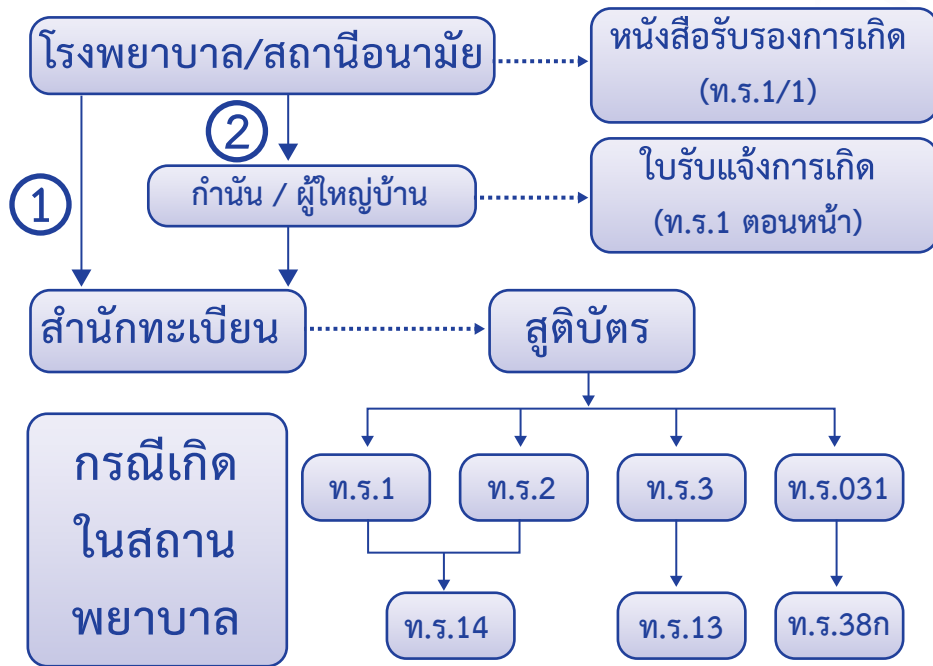 โรงพยาบาล/สถานีอนามัย
หนังสือรับรองการเกิด
(ท.ร.1/1)
2
1
กำนัน / ผู้ใหญ่บ้าน
ใบรับแจ้งการเกิด
(ท.ร.1 ตอนหน้า)
สำนักทะเบียน
สูติบัตร
กรณีเกิด
ในสถาน
พยาบาล
ท.ร.1
ท.ร.2
ท.ร.3
ท.ร.031
ท.ร.14
ท.ร.13
ท.ร.38ก